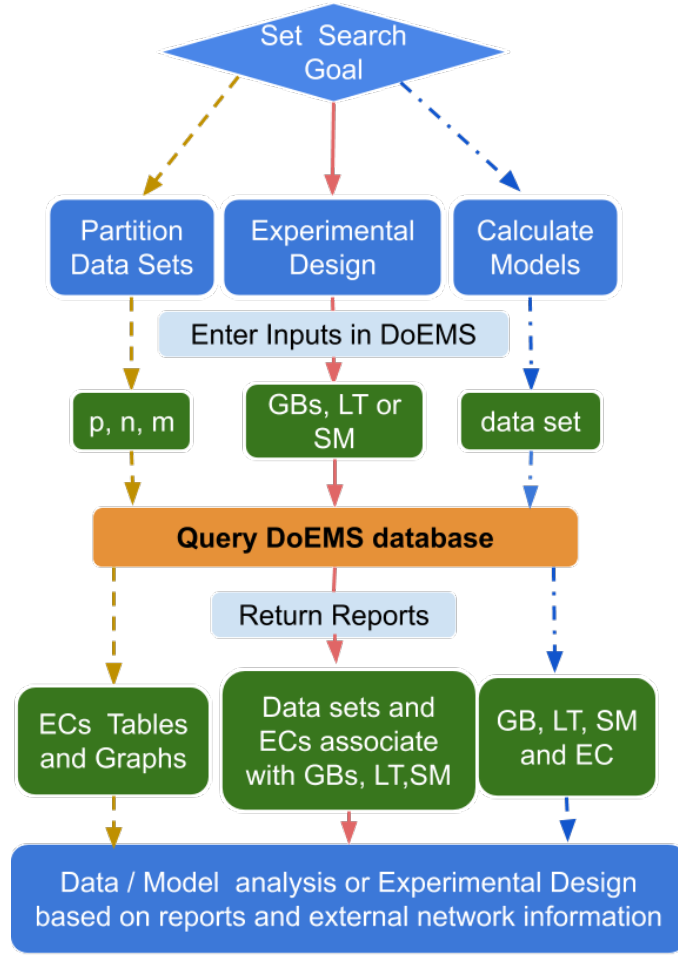 Set Search
Goal
Partition
Data Sets
Experimental
Design
Calculate
Models
Enter Inputs in DoEMS
p, n, m
GBs, LT or
SM
data set
Query DoEMS database
Return Reports
ECs Tables
and Graphs
Data sets and
ECs associate
with GBs, LT,SM
GB, LT, SM
and EC
Data / Model analysis or Experimental Design
based on reports and external network information